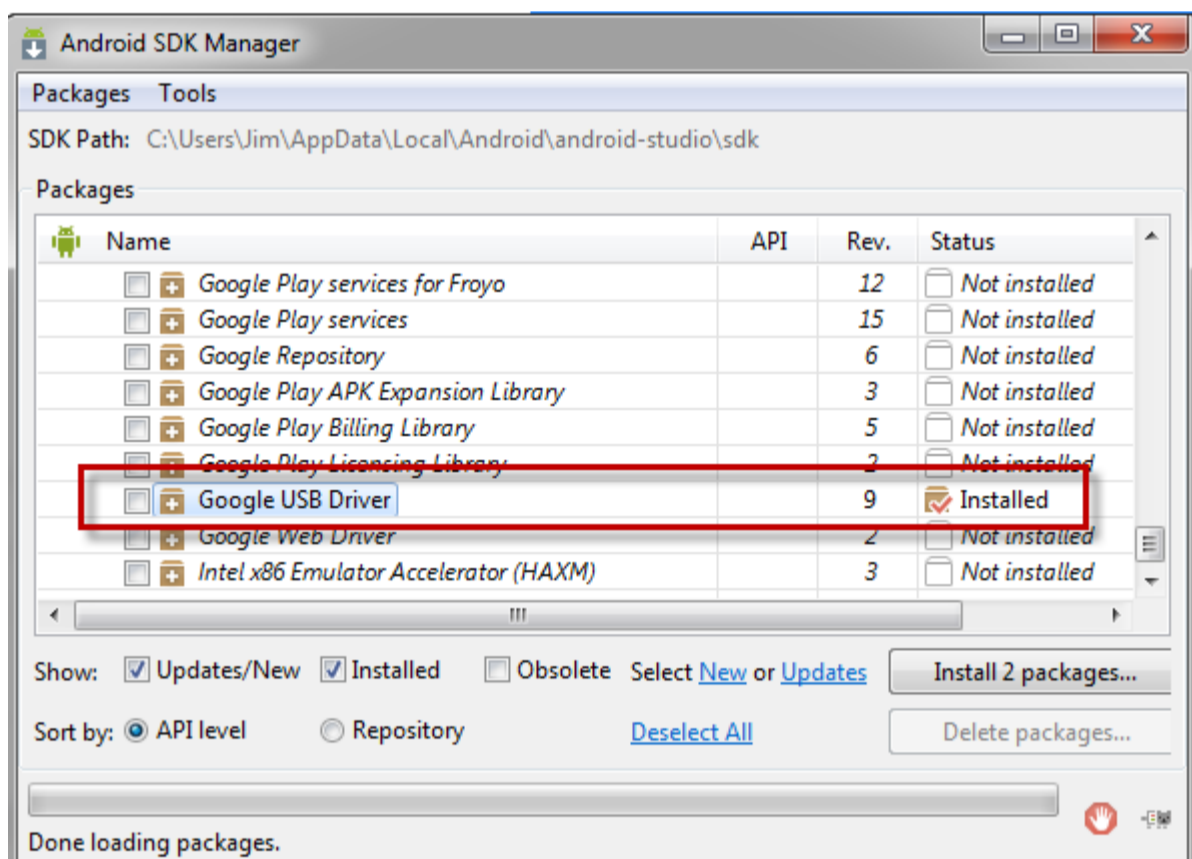 Android SDK Manager
Packages Tools
SDK Path: C:\Users\Jim\AppData\Local\Android\android-studio\sdk
Packages
Name API Rev. Status
Google Play services for Froyo 12 Not installed
Google Play services 15 Not installed
Google Repository 6 Not installed
Google Play APK Expansion Library 3 Not installed
Google Play Billing Library 5 Not installed
Google Play Licensing Library 2 Not installed
Google USB Driver 9 Installed
Google Web Driver 2 Not installed
Intel x86 Emulator Accelerator (HAXM) 3 Not installed
Show: Updates/New Installed Obsolete Select New or Updates Install 2 packages...
Sort by: API level Repository Deselect All Delete packages...
Done loading packages.